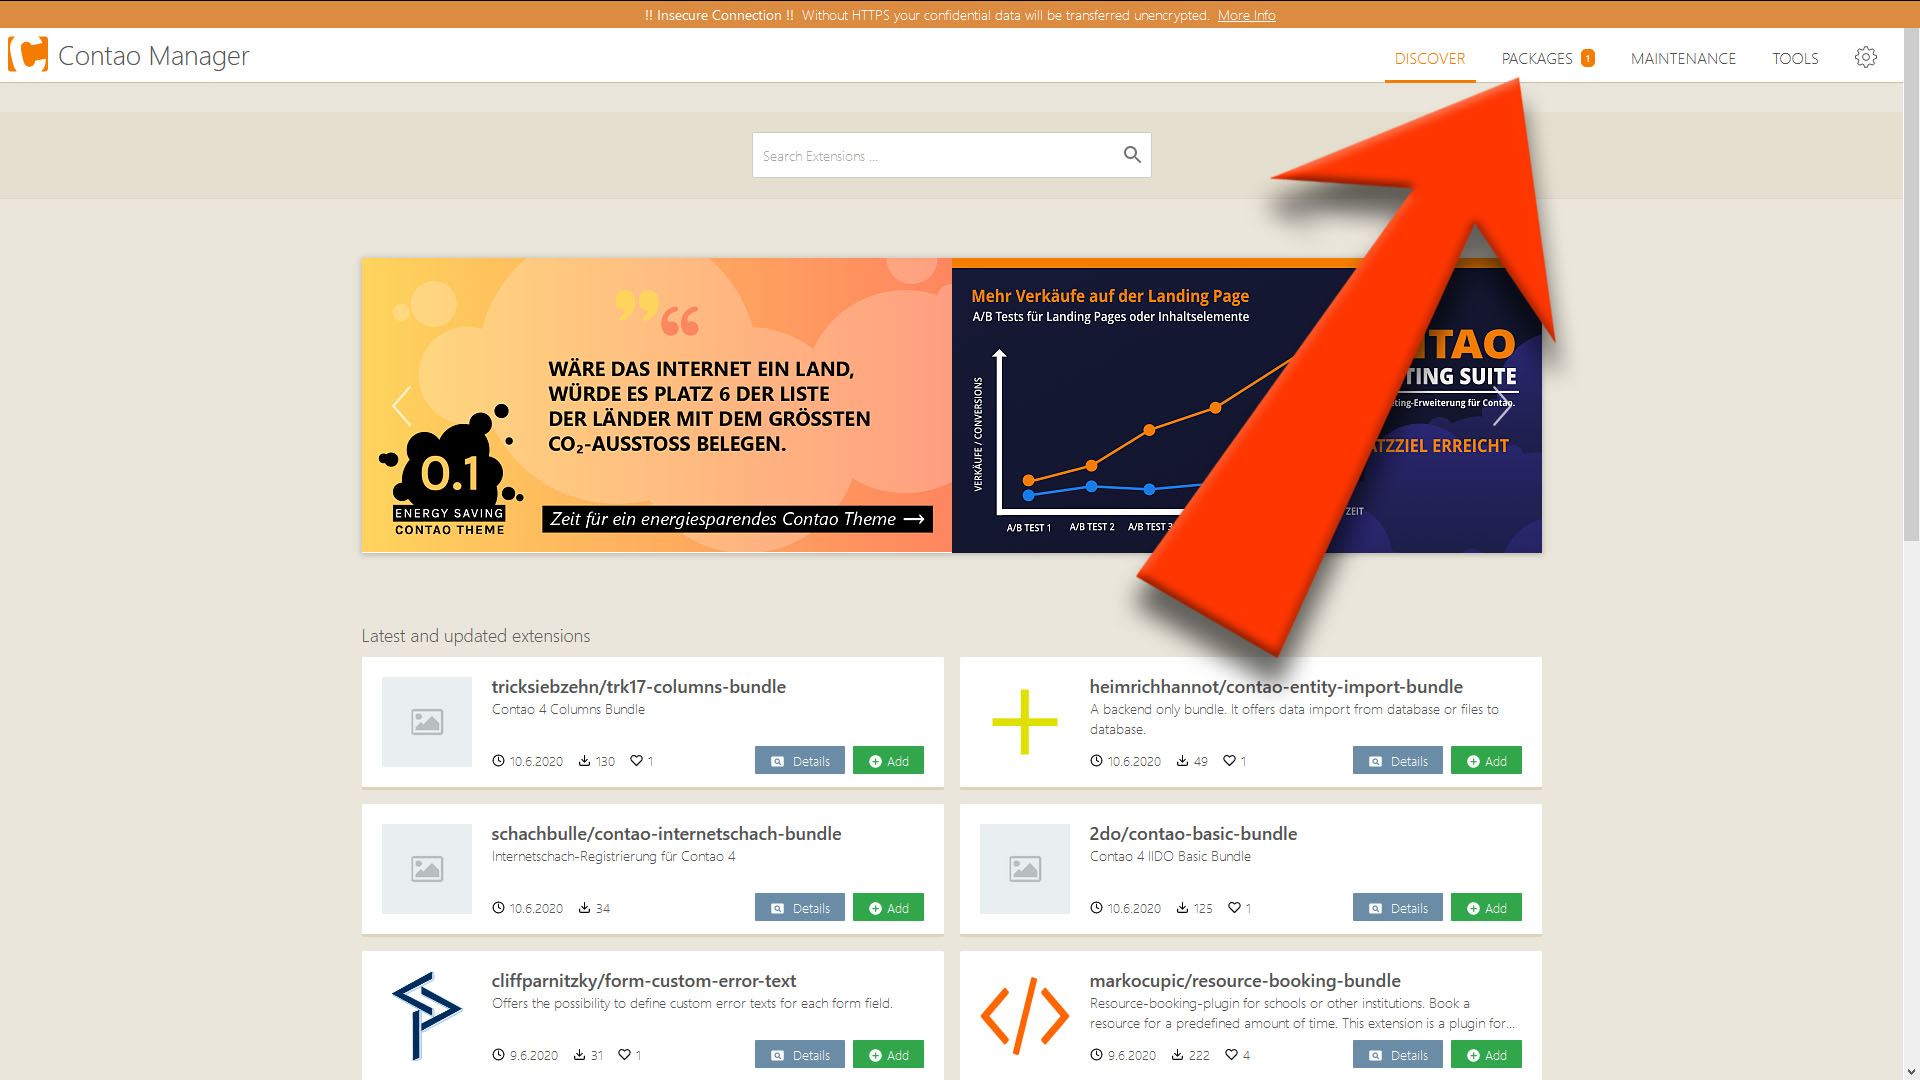 !! Insecure Connection !! Without HTTPS your confidential data will be transferred unencrypted. More Info
Contao Manager
DISCOVER PACKAGES 1 MAINTENANCE TOOLS
Search Extensions ...
WÄRE DAS INTERNET EIN LAND,
WÜRDE ES PLATZ 6 DER LISTE
DER LÄNDER MIT DEM GRÖSSTEN
CO₂-AUSSTOSS BELEGEN.
0.1
ENERGY SAVING
CONTAO THEME
Zeit für ein energiesparendes Contao Theme →
Mehr Verkäufe auf der Landing Page
A/B Tests für Landing Pages oder Inhaltselemente
VERKÄUFE / CONVERSIONS
A/B TEST 1 A/B TEST 2 A/B TEST 3
ZEIT
NTAO
TING SUITE
ting-Erweiterung für Contao.
ATZZIEL ERREICHT
Latest and updated extensions
tricksiebzehn/trk17-columns-bundle
Contao 4 Columns Bundle
10.6.2020 130 1 Details Add
heimrichhannot/contao-entity-import-bundle
A backend only bundle. It offers data import from database or files to
database.
10.6.2020 49 1 Details Add
schachbulle/contao-internetschach-bundle
Internetschach-Registrierung für Contao 4
10.6.2020 34 Details Add
2do/contao-basic-bundle
Contao 4 IIDO Basic Bundle
10.6.2020 125 1 Details Add
cliffparnitzky/form-custom-error-text
Offers the possibility to define custom error texts for each form field.
9.6.2020 31 1 Details Add
markocupic/resource-booking-bundle
Resource-booking-plugin for schools or other institutions. Book a
resource for a predefined amount of time. This extension is a plugin for...
9.6.2020 222 4 Details Add